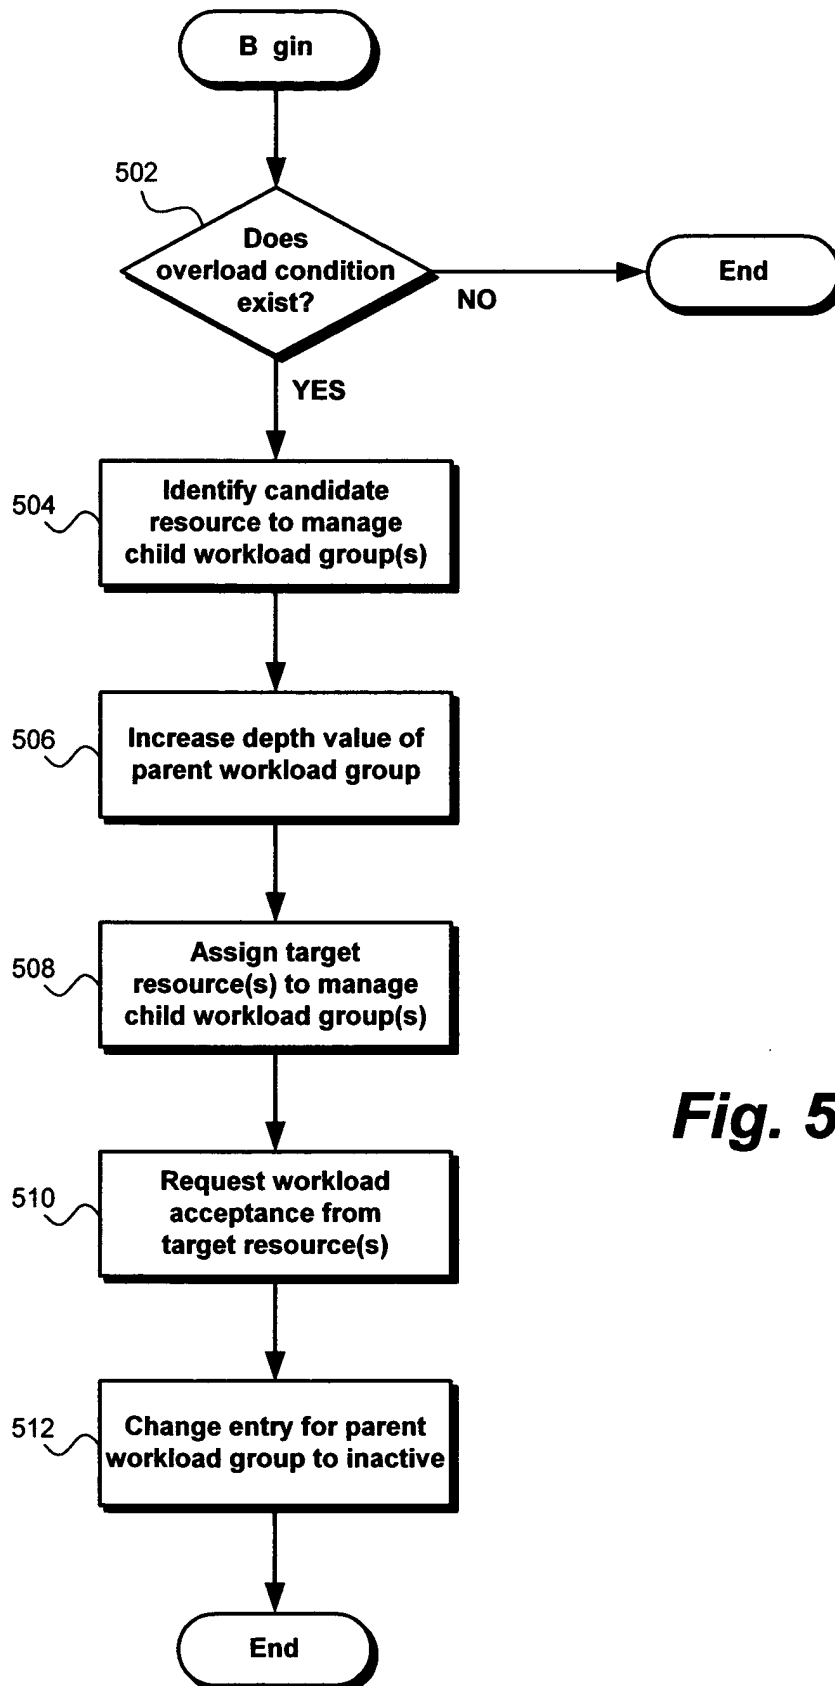 B gin
502
Does
overload condition
exist?
NO
End
YES
504
Identify candidate
resource to manage
child workload group(s)
506
Increase depth value of
parent workload group
508
Assign target
resource(s) to manage
child workload group(s)
Fig. 5
510
Request workload
acceptance from
target resource(s)
512
Change entry for parent
workload group to inactive
End